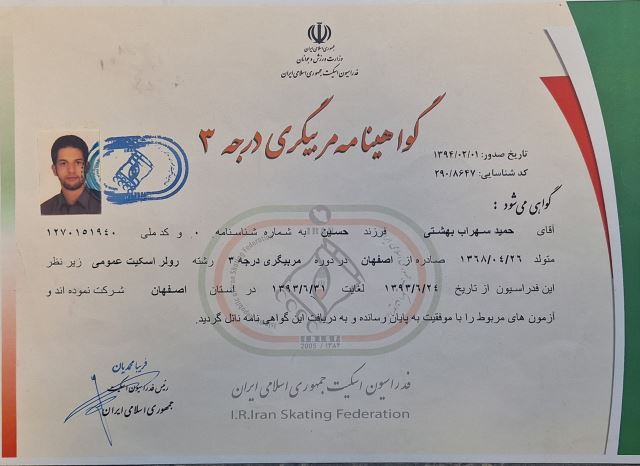 جمهوری اسلامی ایران
وزارت ورزش و جوانان
فدراسیون اسکیت جمهوری اسلامی ایران
گواهینامه مربیگری درجه ۳
تاریخ صدور: ۱۳۹۴/۰۲/۰۱
کد شناسایی: ۲۹۰/۸۶۴۷
گواهی می‌شود :
آقای حمید سهراب بهشتی فرزند حسین به شماره شناسنامه ۰ و کد ملی ۱۲۷۰۱۵۱۹۴۰
متولد ۱۳۶۸/۰۴/۲۶ صادره از اصفهان در دوره مربیگری درجه ۳ رشته رولر اسکیت عمومی زیر نظر
این فدراسیون از تاریخ ۱۳۹۳/۶/۲۴ لغایت ۱۳۹۳/۶/۳۱ در استان اصفهان شرکت نموده اند و
آزمون های مربوط را با موفقیت به پایان رسانده و به دریافت این گواهی نامه نائل گردید.
2005 / ۱۳۸۴
فریبا محمدیان
رئیس فدراسیون اسکیت
جمهوری اسلامی ایران
فدراسیون اسکیت جمهوری اسلامی ایران
I.R.Iran Skating Federation